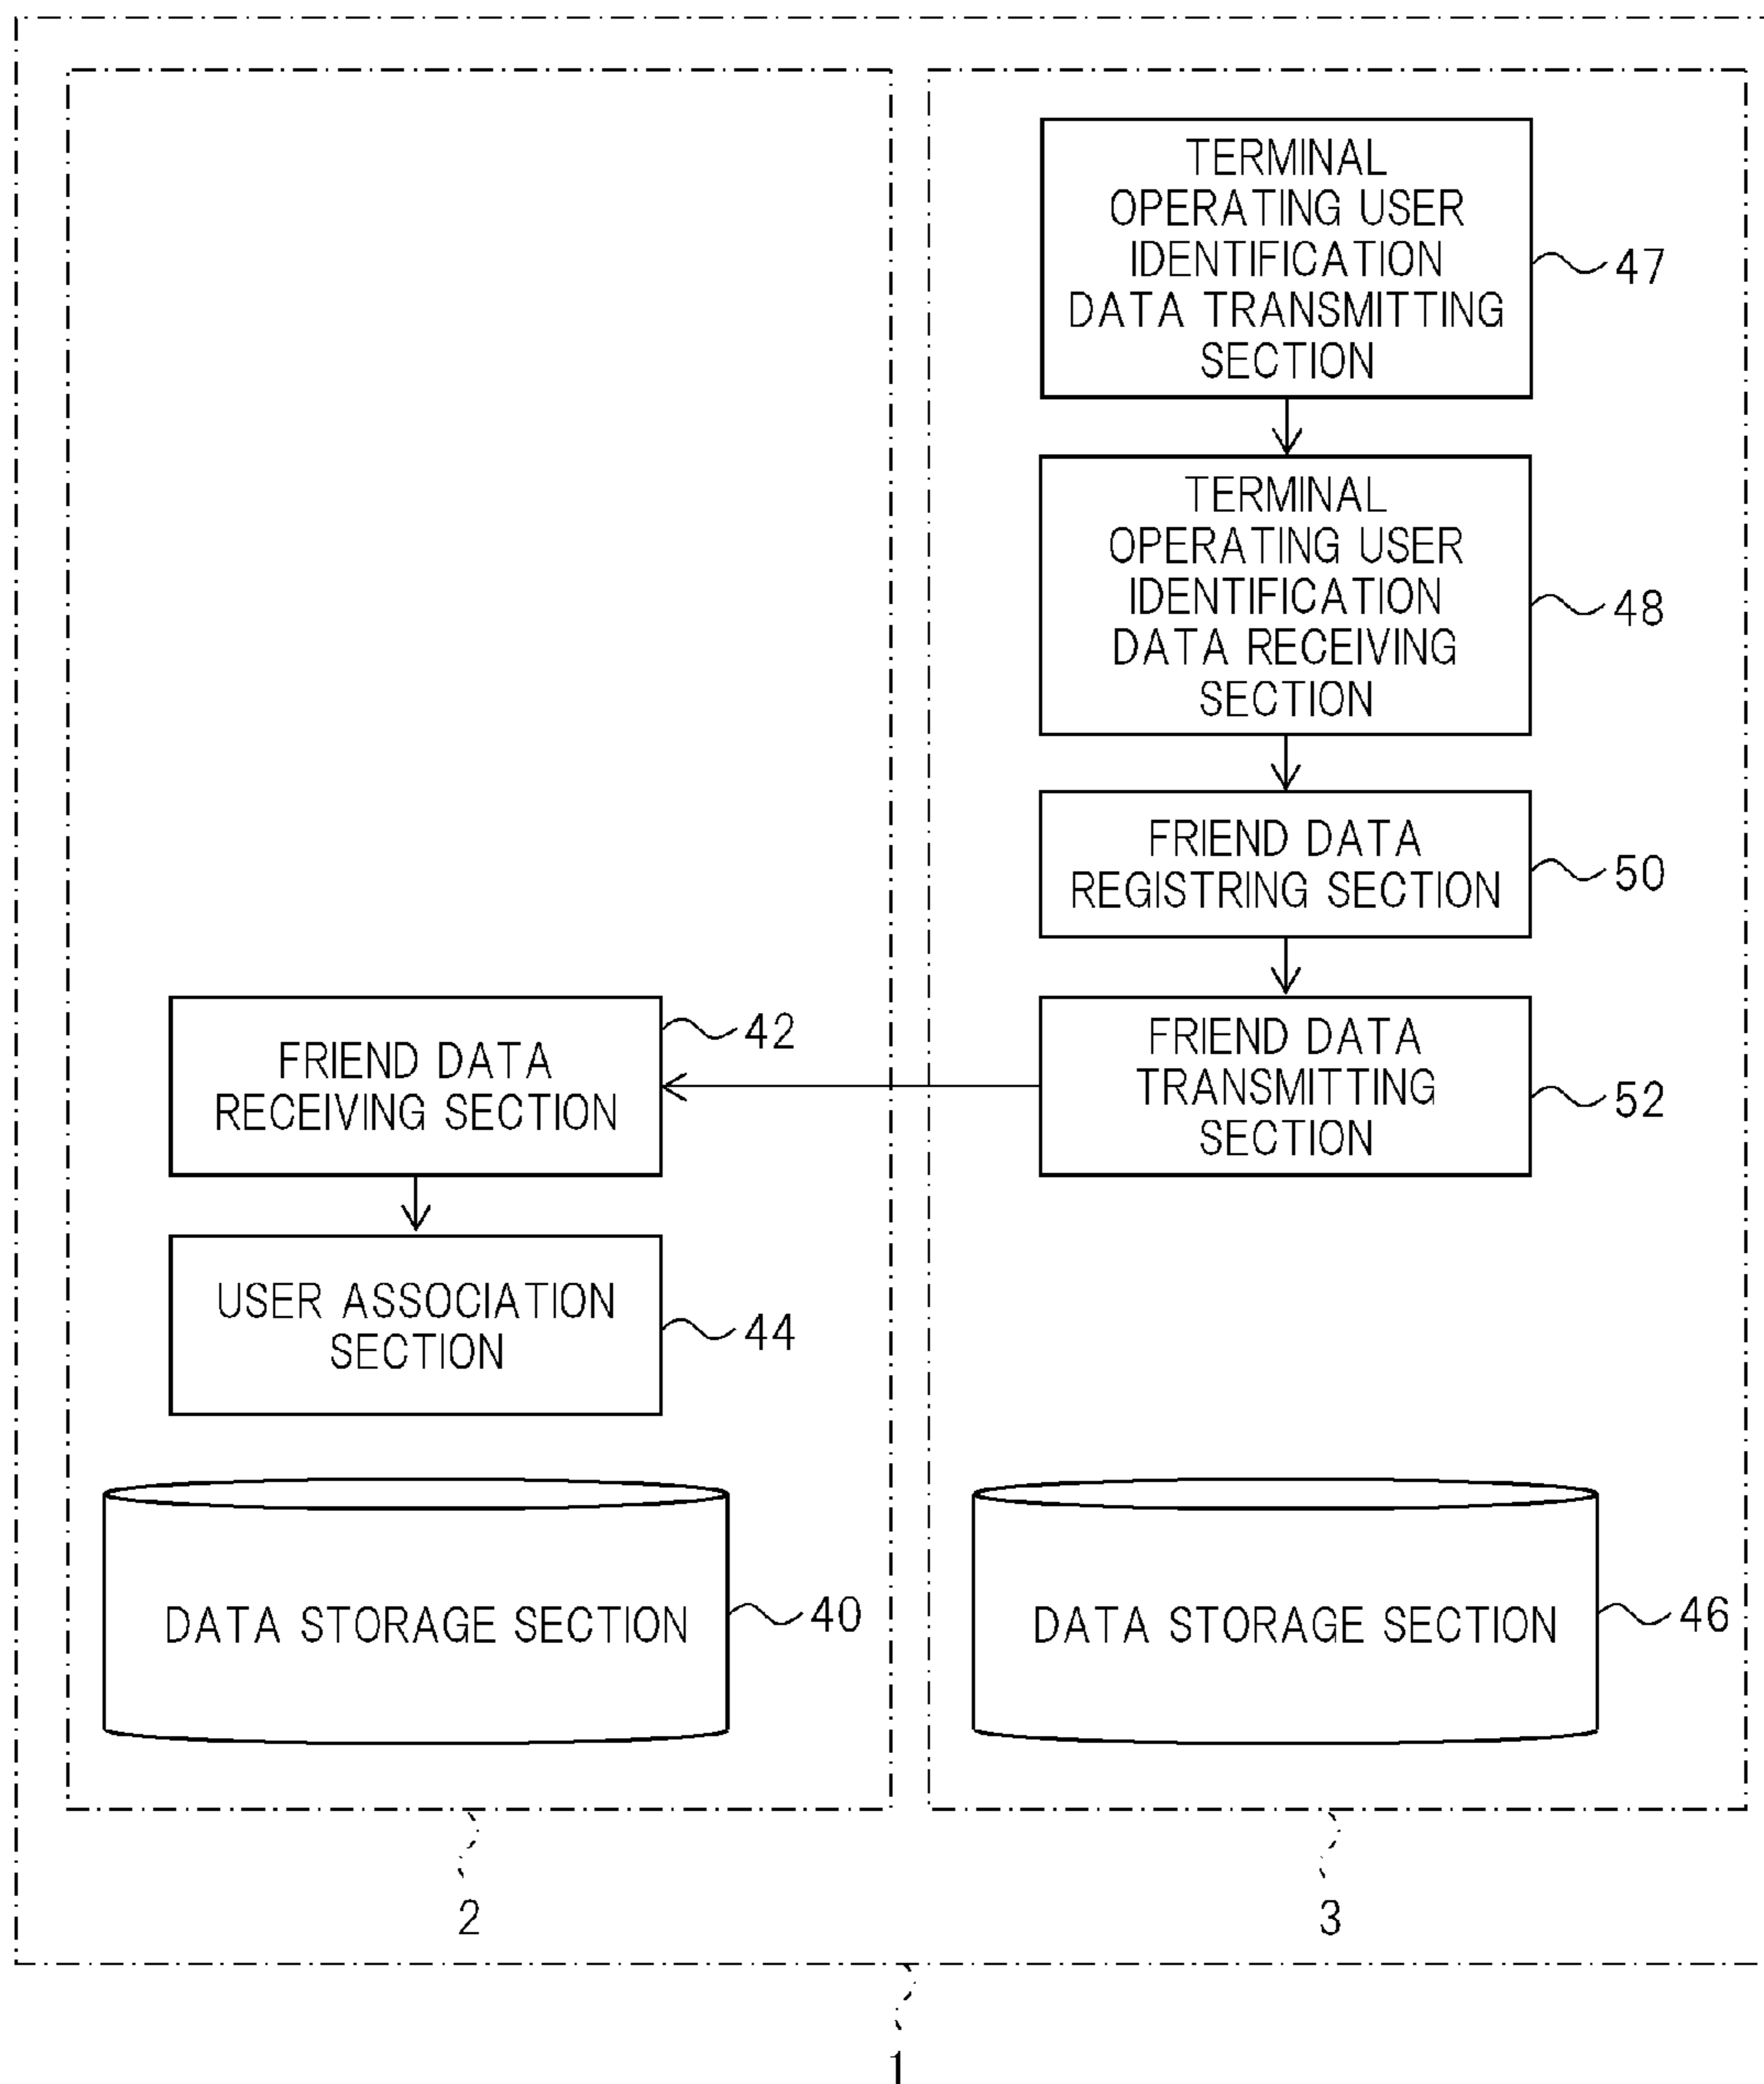 TERMINAL
OPERATING USER
IDENTIFICATION
DATA TRANSMITTING
SECTION
47
TERMINAL
OPERATING USER
IDENTIFICATION
DATA RECEIVING
SECTION
48
FRIEND DATA
REGISTRING SECTION
50
FRIEND DATA
TRANSMITTING
SECTION
52
FRIEND DATA
RECEIVING SECTION
42
USER ASSOCIATION
SECTION
44
DATA STORAGE SECTION
40
DATA STORAGE SECTION
46
2
3
1